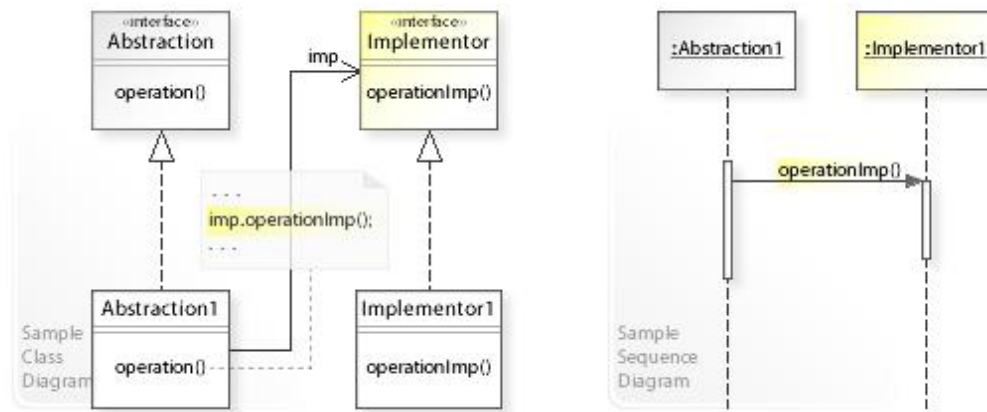 «interface»
Abstraction
operation()
«interface»
Implementor
operationImp()
imp
. . .
imp.operationImp();
. . .
Abstraction1
operation()
Implementor1
operationImp()
Sample
Class
Diagram
:Abstraction1
:Implementor1
operationImp()
Sample
Sequence
Diagram